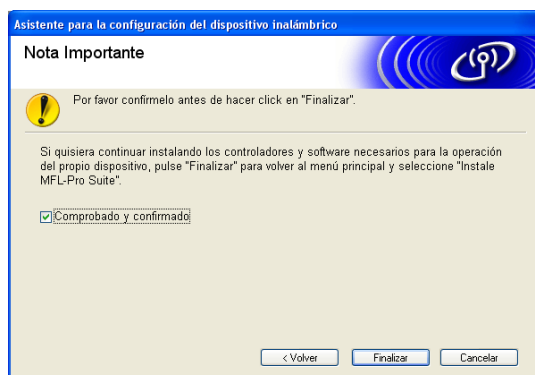 Asistente para la configuración del dispositivo inalámbrico
Nota Importante
Por favor confírmelo antes de hacer click en "Finalizar".
Si quisiera continuar instalando los controladores y software necesarios para la operación
del propio dispositivo, pulse "Finalizar" para volver al menú principal y seleccione "Instale
MFL-Pro Suite".
Comprobado y confirmado
< Volver
Finalizar
Cancelar